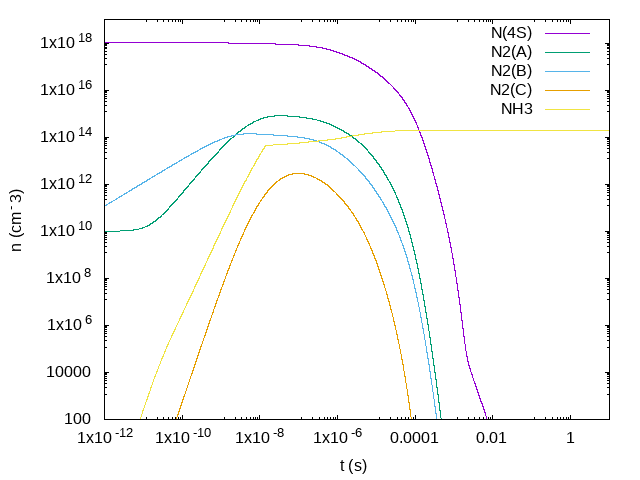 1x10^18
1x10^16
1x10^14
1x10^12
1x10^10
1x10^8
1x10^6
10000
100
n (cm^-3)
N(4S)
N2(A)
N2(B)
N2(C)
NH3
1x10^-12 1x10^-10 1x10^-8 1x10^-6 0.0001 0.01 1
t (s)